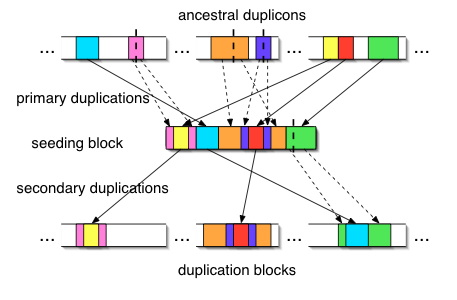 ancestral duplicons
... ... ... ...
primary duplications
seeding block
secondary duplications
... ... ... ...
duplication blocks